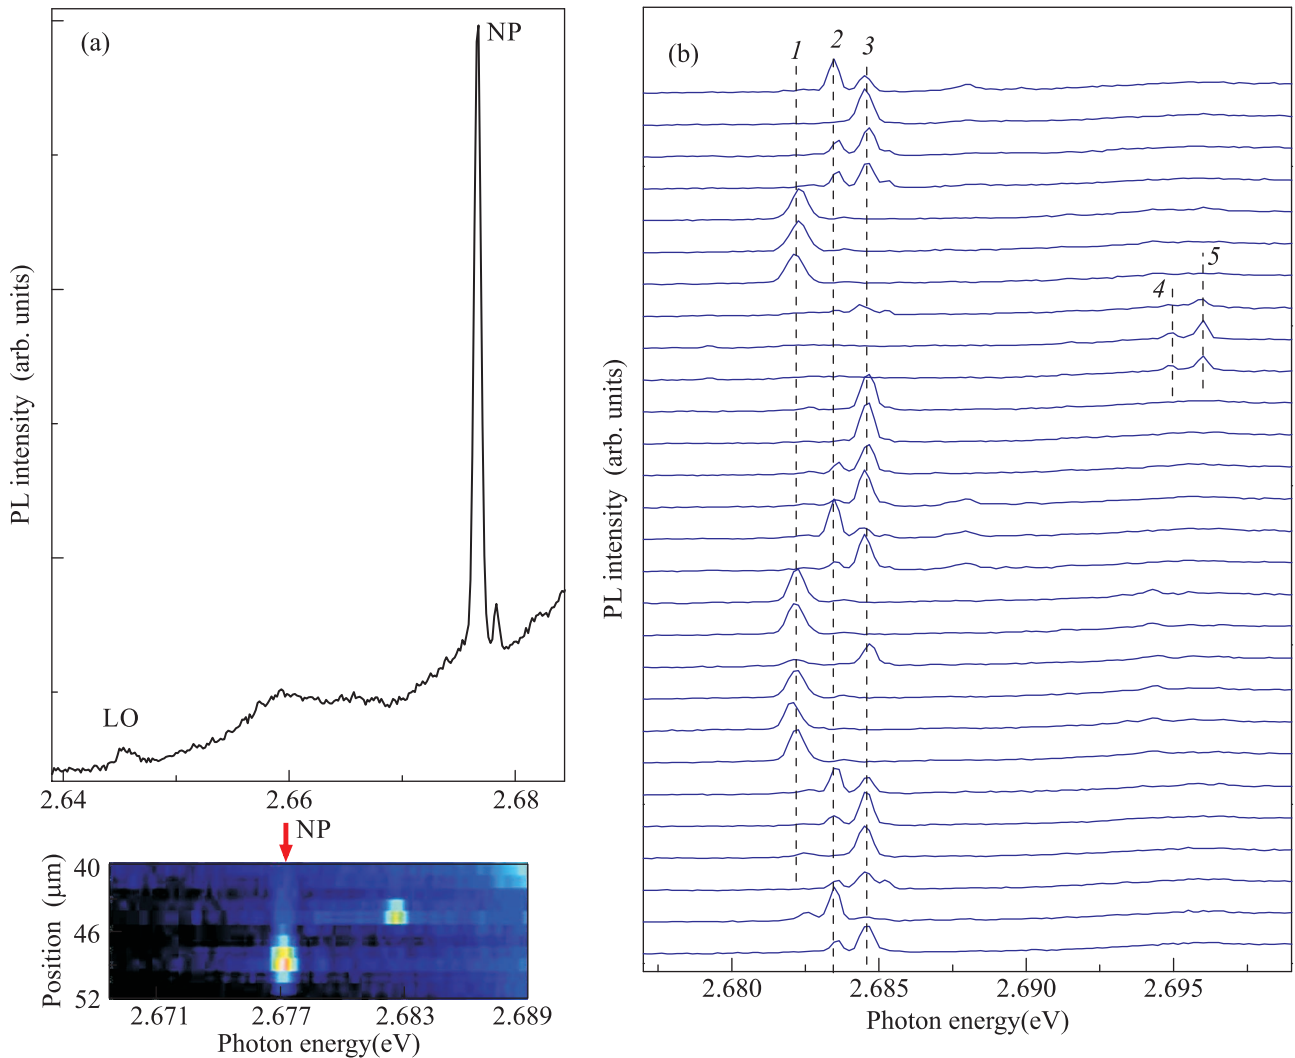 (a)
NP
LO
PL intensity (arb. units)
2.64 2.66 2.68
NP
Position (μm)
40
46
52
2.671 2.677 2.683 2.689
Photon energy(eV)
(b)
1 2 3
4 5
PL intensity (arb. units)
2.680 2.685 2.690 2.695
Photon energy(eV)